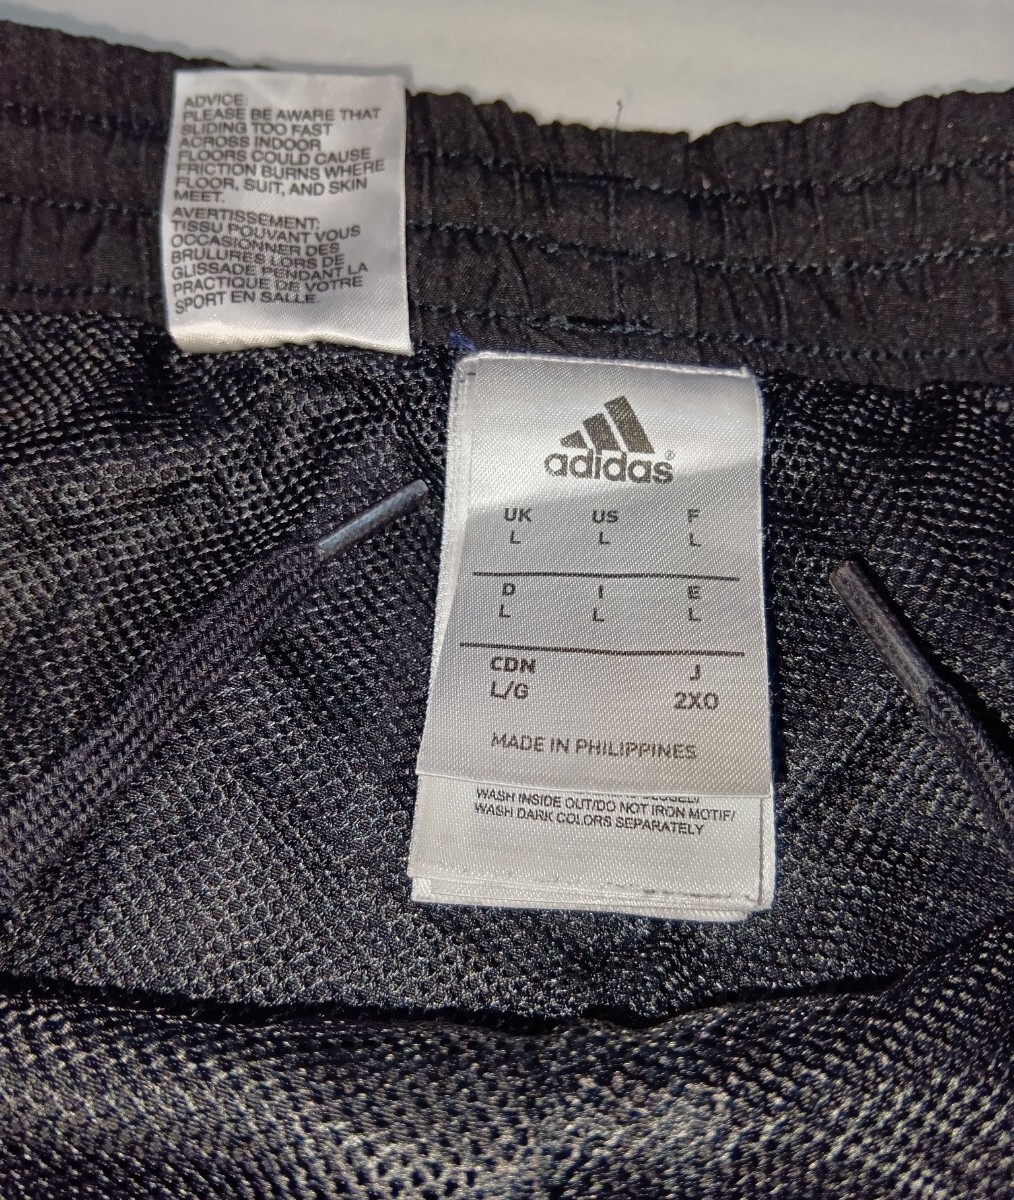 ADVICE:
PLEASE BE AWARE THAT
SLIDING TOO FAST
ACROSS INDOOR
FLOORS COULD CAUSE
FRICTION BURNS WHERE
FLOOR, SUIT, AND SKIN
MEET.
AVERTISSEMENT:
TISSU POUVANT VOUS
OCCASIONNER DES
BRULURES LORS DE
GLISSADE PENDANT LA
PRACTIQUE DE VOTRE
SPORT EN SALLE.
adidas®
UK US F
L L L
D I E
L L L
CDN J
L/G 2XO
MADE IN PHILIPPINES
WASH INSIDE OUT/DO NOT IRON MOTIF/
WASH DARK COLORS SEPARATELY